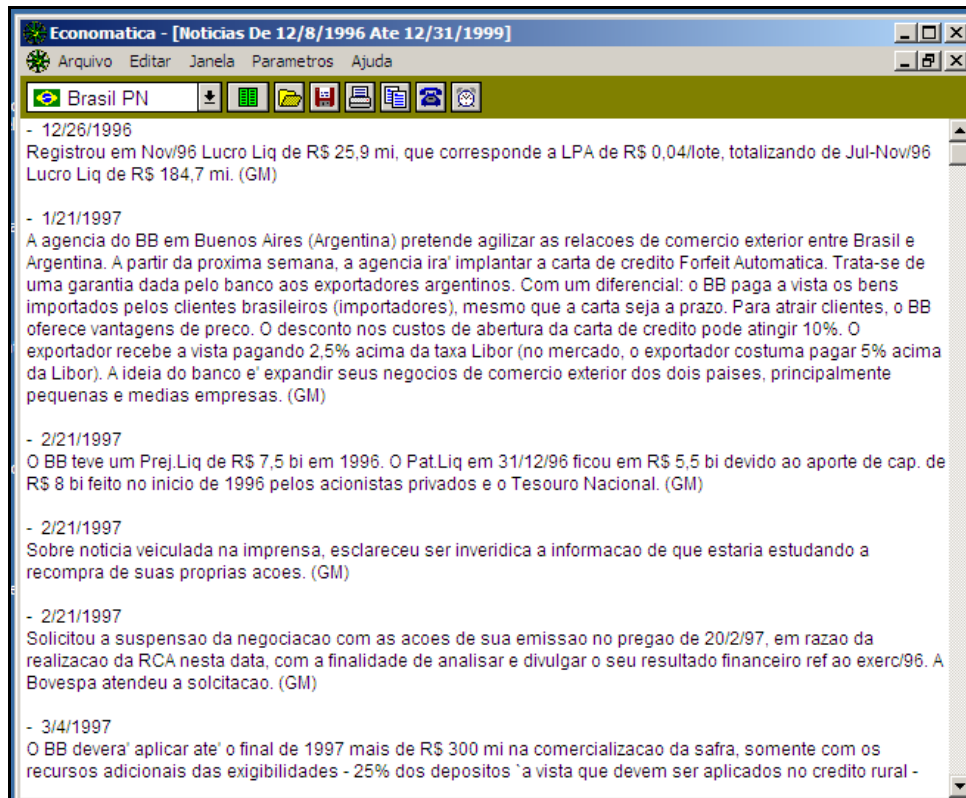 Economatica - [Noticias De 12/8/1996 Ate 12/31/1999]
Arquivo Editar Janela Parametros Ajuda
Brasil PN
- 12/26/1996
Registrou em Nov/96 Lucro Liq de R$ 25,9 mi, que corresponde a LPA de R$ 0,04/lote, totalizando de Jul-Nov/96
Lucro Liq de R$ 184,7 mi. (GM)
- 1/21/1997
A agencia do BB em Buenos Aires (Argentina) pretende agilizar as relacoes de comercio exterior entre Brasil e
Argentina. A partir da proxima semana, a agencia ira' implantar a carta de credito Forfeit Automatica. Trata-se de
uma garantia dada pelo banco aos exportadores argentinos. Com um diferencial: o BB paga a vista os bens
importados pelos clientes brasileiros (importadores), mesmo que a carta seja a prazo. Para atrair clientes, o BB
oferece vantagens de preco. O desconto nos custos de abertura da carta de credito pode atingir 10%. O
exportador recebe a vista pagando 2,5% acima da taxa Libor (no mercado, o exportador costuma pagar 5% acima
da Libor). A ideia do banco e' expandir seus negocios de comercio exterior dos dois paises, principalmente
pequenas e medias empresas. (GM)
- 2/21/1997
O BB teve um Prej.Liq de R$ 7,5 bi em 1996. O Pat.Liq em 31/12/96 ficou em R$ 5,5 bi devido ao aporte de cap. de
R$ 8 bi feito no inicio de 1996 pelos acionistas privados e o Tesouro Nacional. (GM)
- 2/21/1997
Sobre noticia veiculada na imprensa, esclareceu ser inveridica a informacao de que estaria estudando a
recompra de suas proprias acoes. (GM)
- 2/21/1997
Solicitou a suspensao da negociacao com as acoes de sua emissao no pregao de 20/2/97, em razao da
realizacao da RCA nesta data, com a finalidade de analisar e divulgar o seu resultado financeiro ref ao exerc/96. A
Bovespa atendeu a solcitacao. (GM)
- 3/4/1997
O BB devera' aplicar ate' o final de 1997 mais de R$ 300 mi na comercializacao da safra, somente com os
recursos adicionais das exigibilidades - 25% dos depositos `a vista que devem ser aplicados no credito rural -